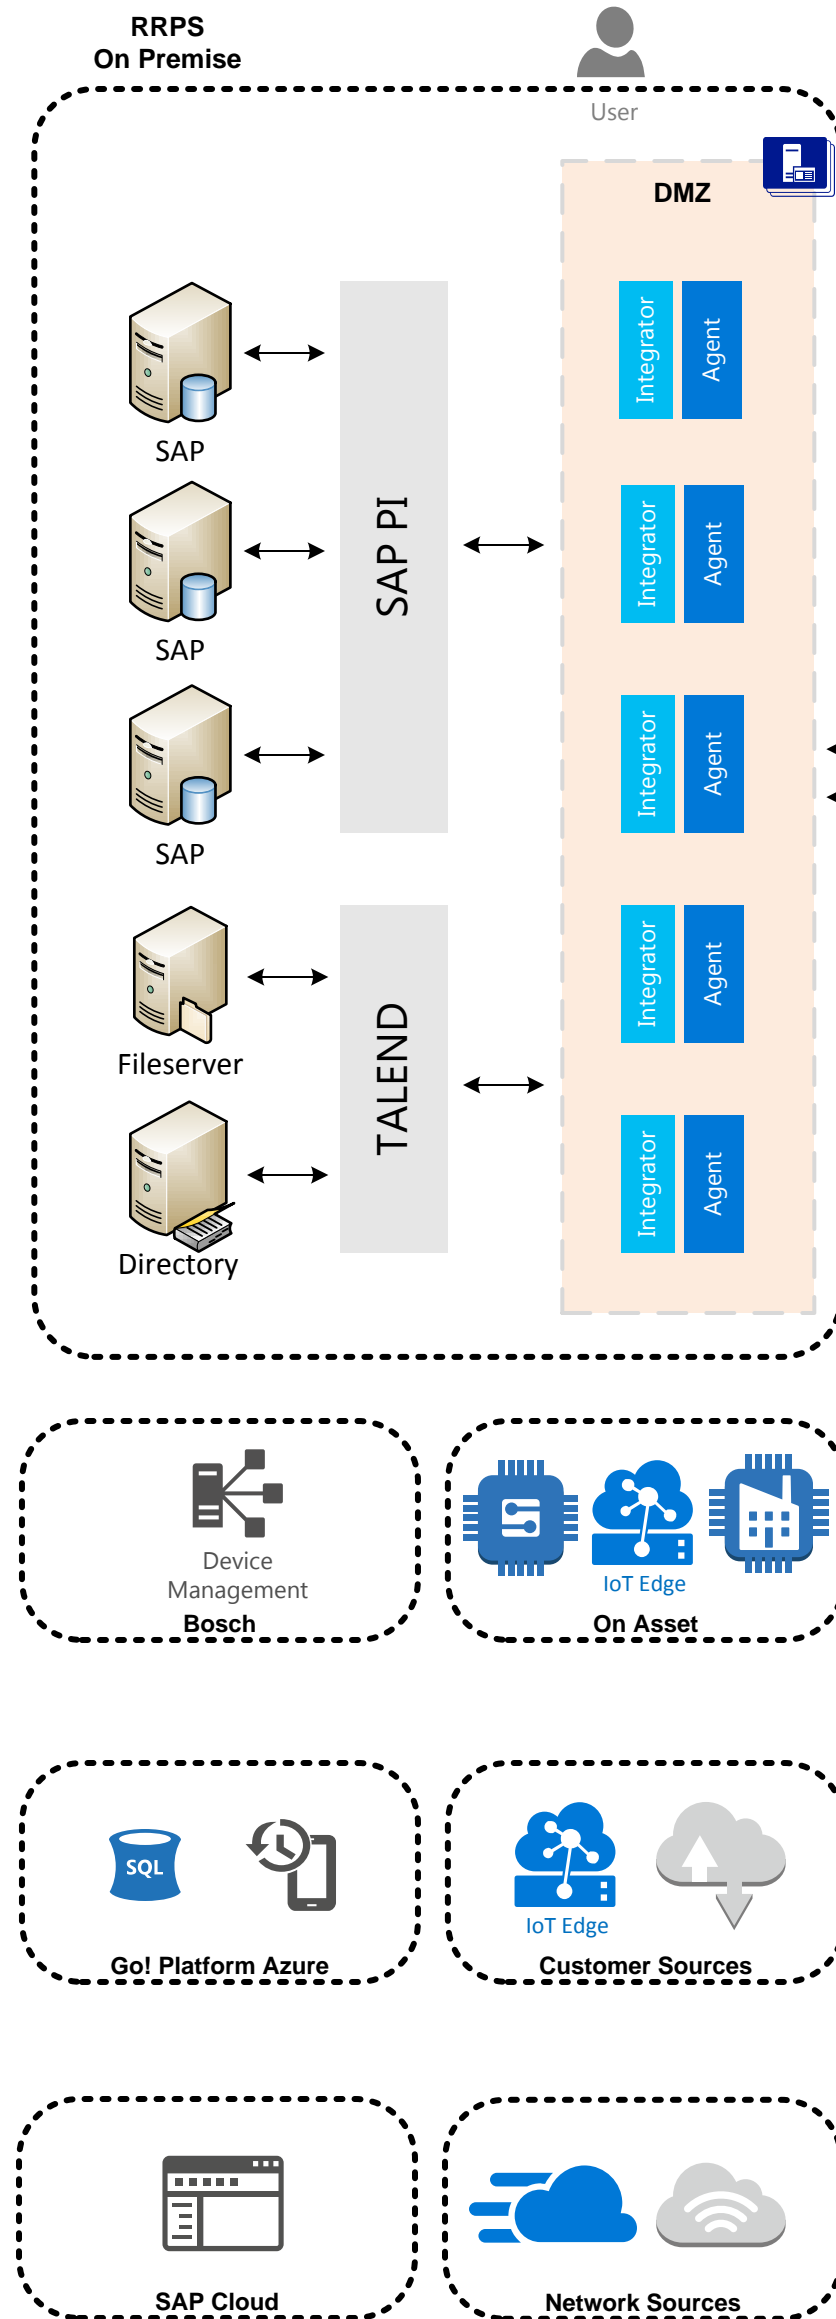 RRPS
On Premise
User
DMZ
Integrator
Agent
SAP
SAP PI
Integrator
Agent
SAP
Integrator
Agent
SAP
Integrator
Agent
Fileserver
TALEND
Integrator
Agent
Directory
Device
Management
Bosch
IoT Edge
On Asset
SQL
IoT Edge
Go! Platform Azure
Customer Sources
SAP Cloud
Network Sources